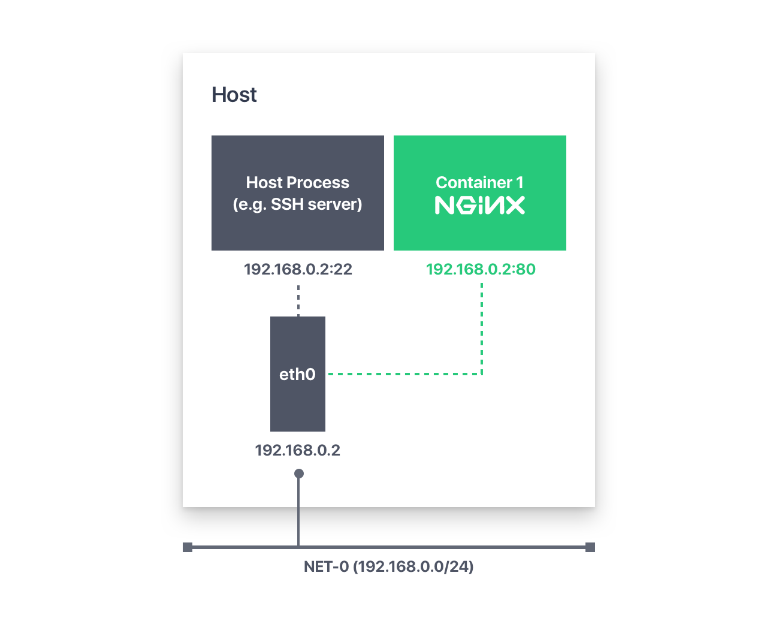 Host
Host Process
(e.g. SSH server)
Container 1
NGINX
192.168.0.2:22
192.168.0.2:80
eth0
192.168.0.2
NET-0 (192.168.0.0/24)